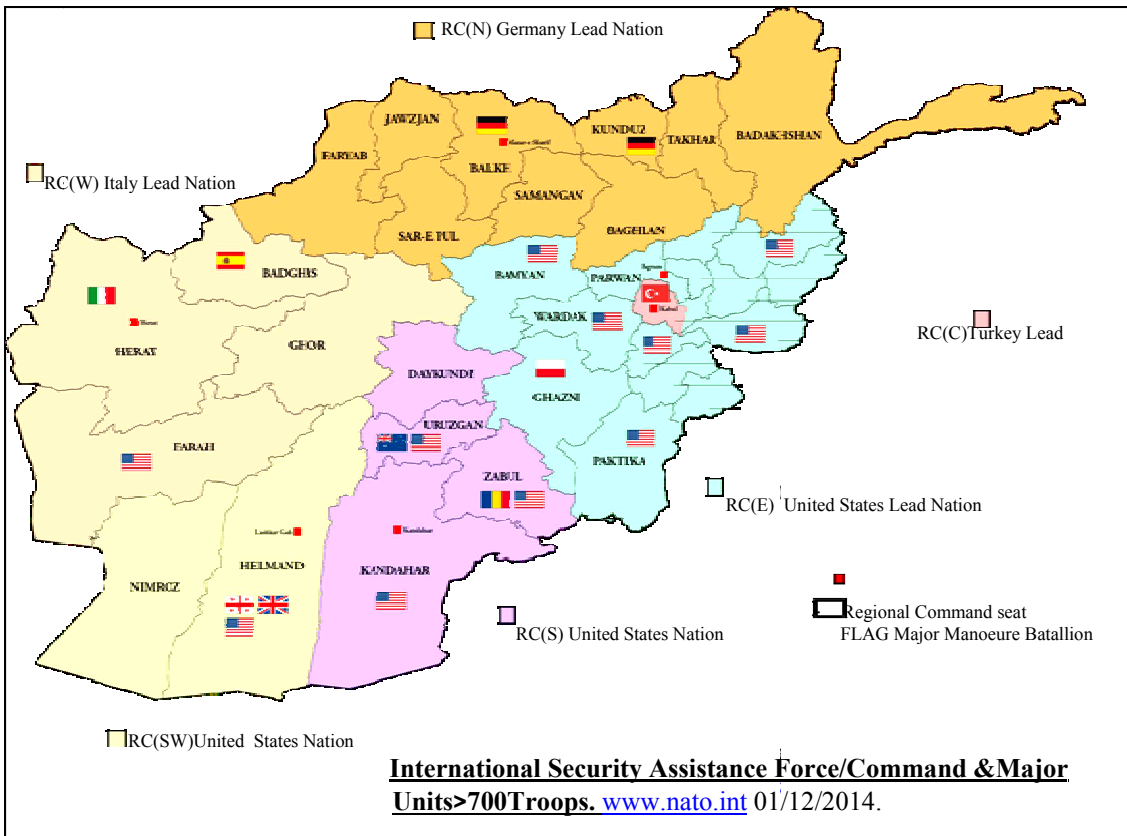 RC(N) Germany Lead Nation
JAWZJAN
KUNDUZ
TAKHAR
BADAKHSHAN
FARYAB
BALKE
RC(W) Italy Lead Nation
SAMANGAN
SAR-E PUL
BAGHLAN
BADGHIS
BAMYAN
PARWAN
Kabul
WARDAK
RC(C)Turkey Lead
Herat
HERAT
GHOR
DAYKUNDI
GHAZNI
URUZGAN
FARAH
PAKTIKA
ZABUL
RC(E) United States Lead Nation
Kandahar
HELMAND
KANDAHAR
NIMROZ
Regional Command seat
RC(S) United States Nation
FLAG Major Manoeure Batallion
RC(SW)United States Nation
International Security Assistance Force/Command &Major
Units>700Troops. www.nato.int 01/12/2014.